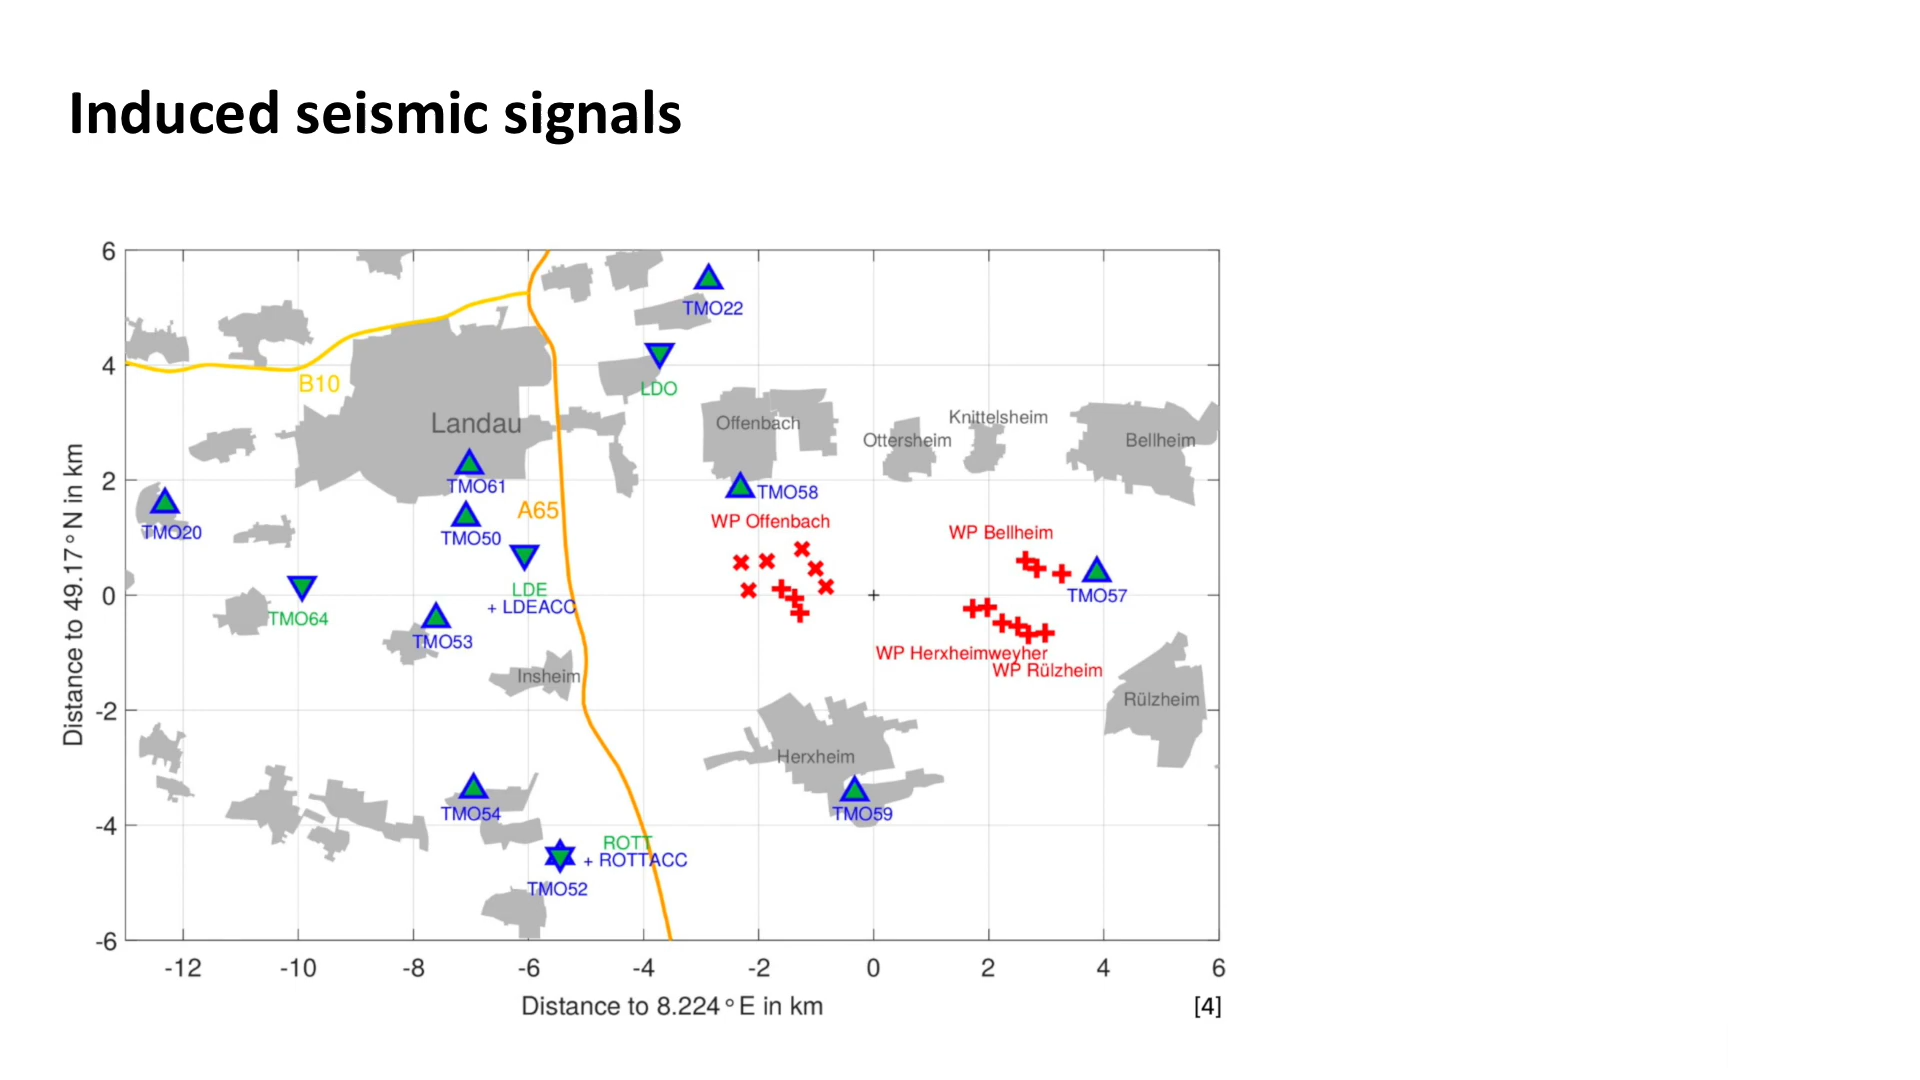 Induced seismic signals
6
4
2
0
-2
-4
-6
Distance to 49.17° N in km
TMO22
LDO
B10
Landau
Offenbach
Ottersheim
Knittelsheim
Bellheim
TMO61
TMO58
TMO20
TMO50
A65
WP Offenbach
WP Bellheim
LDE
+ LDEACC
TMO57
TMO64
TMO53
Insheim
WP Herxheimweyher
WP Rülzheim
Rülzheim
Herxheim
TMO54
TMO59
ROTT
+ ROTTACC
TMO52
-12 -10 -8 -6 -4 -2 0 2 4 6
Distance to 8.224° E in km
[4]